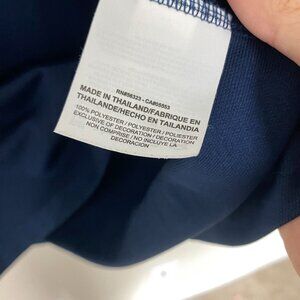 RN#56323 - CA#05553
MADE IN THAILAND/FABRIQUE EN
THAILANDE/HECHO EN TAILANDIA
100% POLYESTER / POLYESTER / POLIESTER
EXCLUSIVE OF DECORATION / DECORATION
NON COMPRISE / NO INCLUYE LA
DECORACION